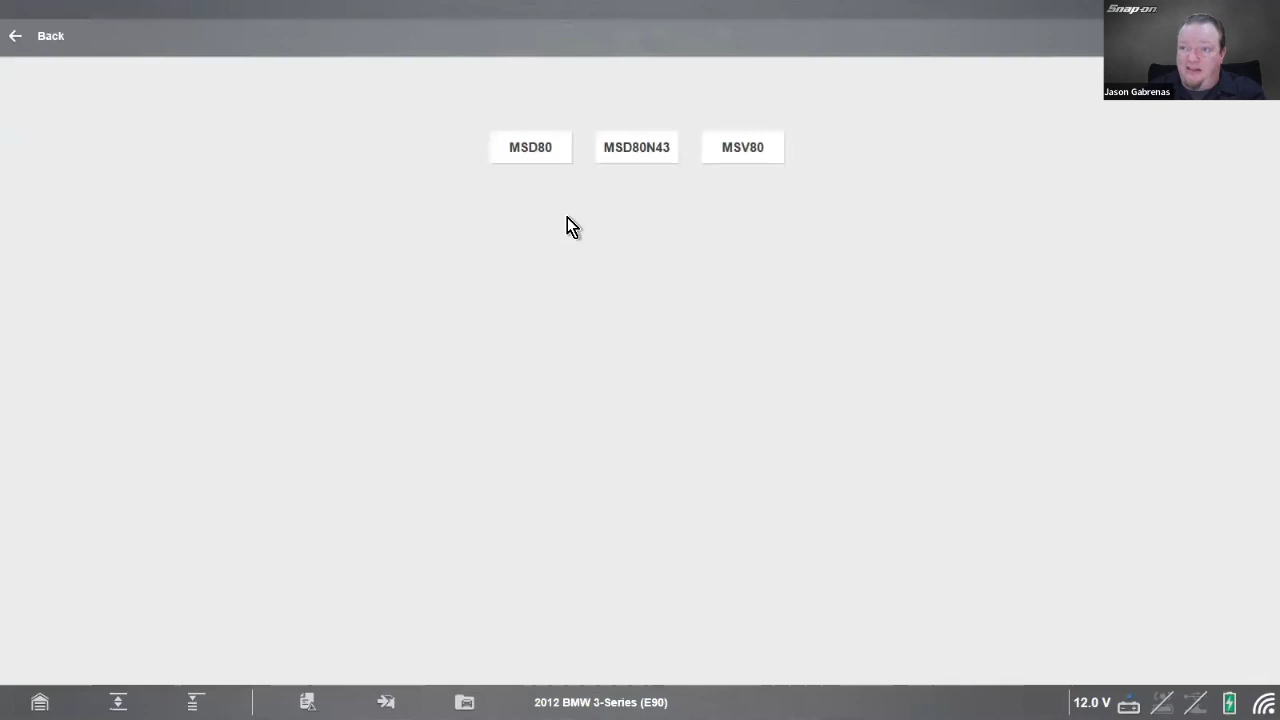 Snap-on
Back
Jason Gabrenas
MSD80
MSD80N43
MSV80
2012 BMW 3-Series (E90)
12.0 V